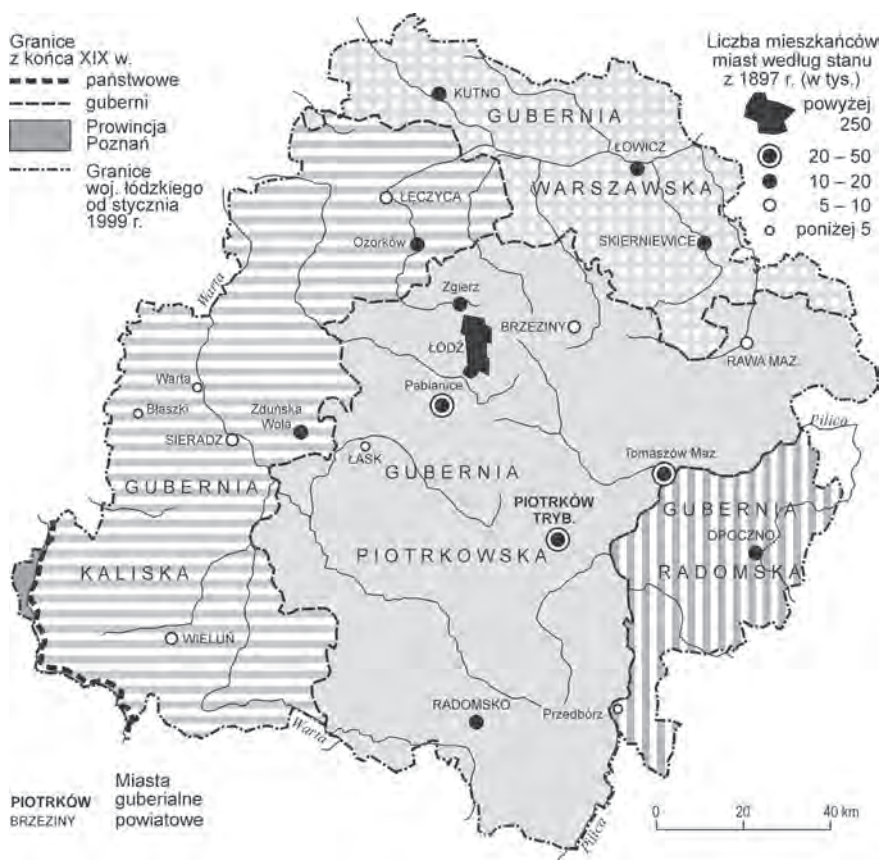 Granice
z końca XIX w.
państwowe
guberni
Prowincja
Poznań
Granice
woj. łódzkiego
od stycznia
1999 r.
Liczba mieszkańców
miast według stanu
z 1897 r. (w tys.)
powyżej
250
20 – 50
10 – 20
5 – 10
poniżej 5
KUTNO
GUBERNIA
ŁOWICZ
WARSZAWSKA
ŁĘCZYCA
Ozorków
SKIERNIEWICE
Warta
Zgierz
BRZEZINY
ŁÓDŹ
RAWA MAZ.
Warta
Pabianice
Błaszki
Zduńska
Wola
Pilica
SIERADZ
ŁASK
Tomaszów Maz.
GUBERNIA
GUBERNIA
PIOTRKÓW
TRYB.
GUBERNIA
OPOCZNO
PIOTRKOWSKA
RADOMSKA
KALISKA
WIELUŃ
RADOMSKO
Przedbórz
Warta
Pilica
Miasta
PIOTRKÓW guberialne
BRZEZINY powiatowe
0 20 40 km